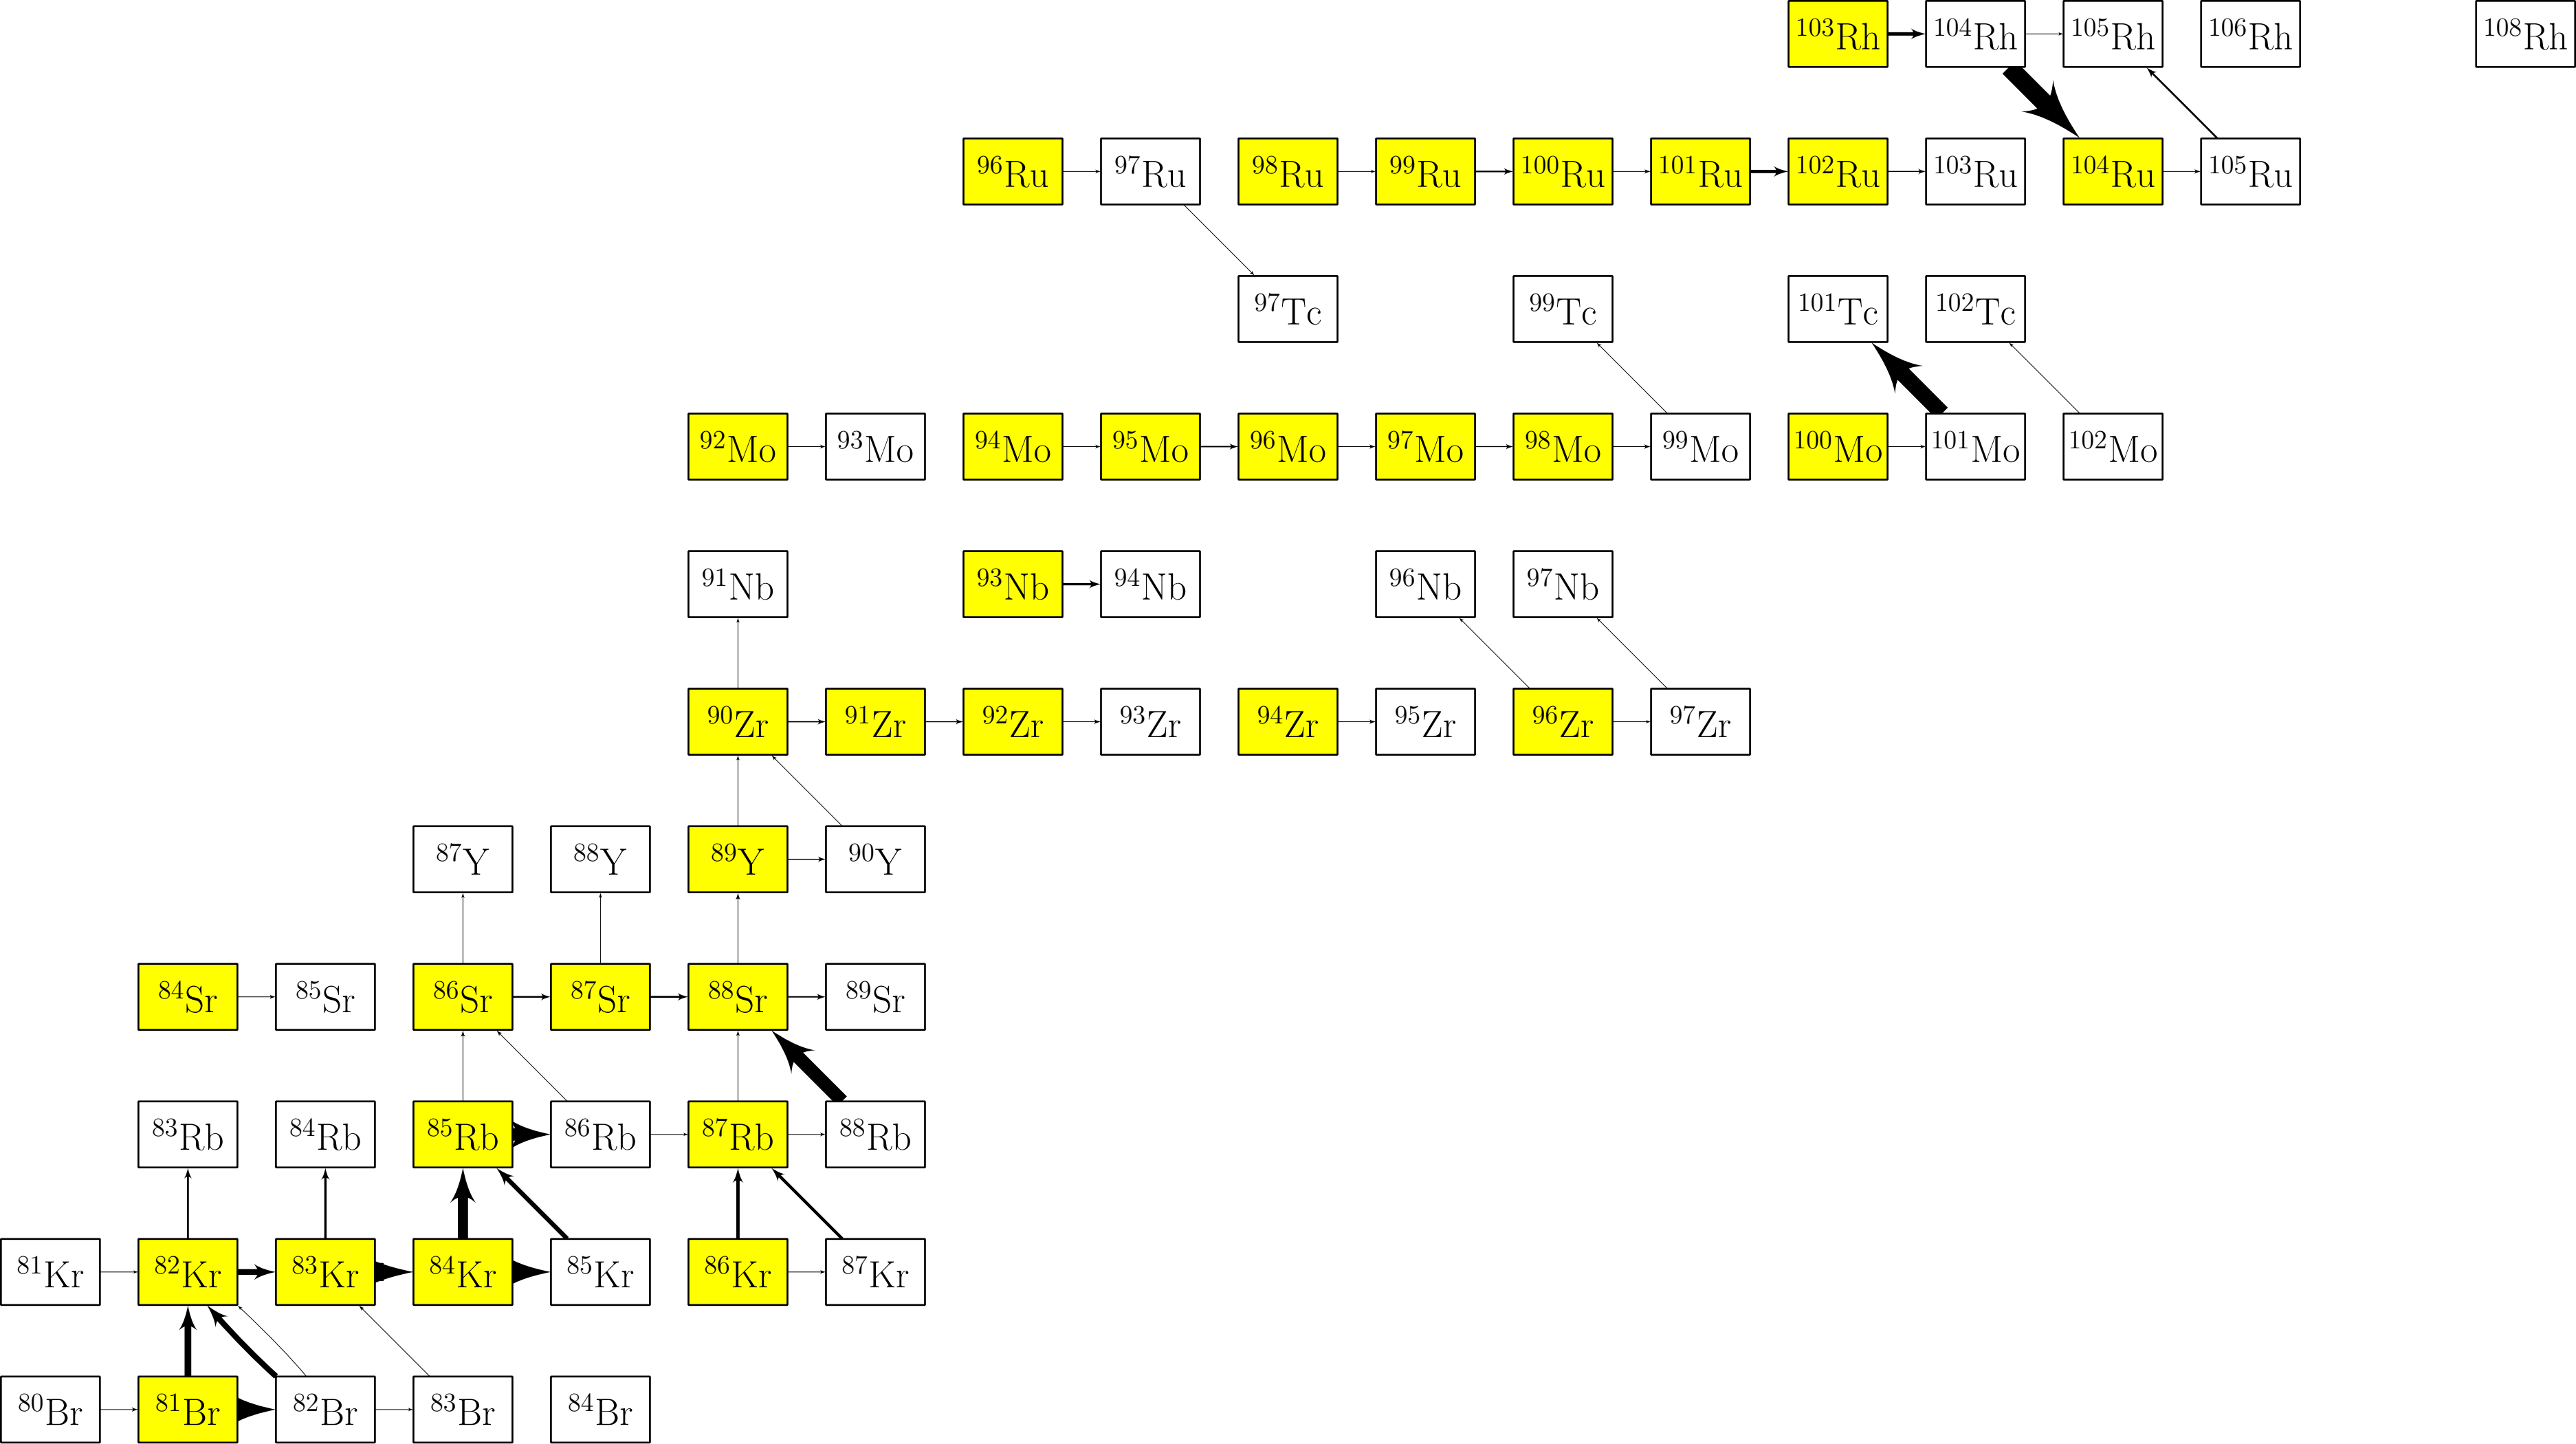 ¹⁰³Rh ¹⁰⁴Rh ¹⁰⁵Rh ¹⁰⁶Rh ¹⁰⁸Rh
⁹⁶Ru ⁹⁷Ru ⁹⁸Ru ⁹⁹Ru ¹⁰⁰Ru ¹⁰¹Ru ¹⁰²Ru ¹⁰³Ru ¹⁰⁴Ru ¹⁰⁵Ru
⁹⁷Tc ⁹⁹Tc ¹⁰¹Tc ¹⁰²Tc
⁹²Mo ⁹³Mo ⁹⁴Mo ⁹⁵Mo ⁹⁶Mo ⁹⁷Mo ⁹⁸Mo ⁹⁹Mo ¹⁰⁰Mo ¹⁰¹Mo ¹⁰²Mo
⁹¹Nb ⁹³Nb ⁹⁴Nb ⁹⁶Nb ⁹⁷Nb
⁹⁰Zr ⁹¹Zr ⁹²Zr ⁹³Zr ⁹⁴Zr ⁹⁵Zr ⁹⁶Zr ⁹⁷Zr
⁸⁷Y ⁸⁸Y ⁸⁹Y ⁹⁰Y
⁸⁴Sr ⁸⁵Sr ⁸⁶Sr ⁸⁷Sr ⁸⁸Sr ⁸⁹Sr
⁸³Rb ⁸⁴Rb ⁸⁵Rb ⁸⁶Rb ⁸⁷Rb ⁸⁸Rb
⁸¹Kr ⁸²Kr ⁸³Kr ⁸⁴Kr ⁸⁵Kr ⁸⁶Kr ⁸⁷Kr
⁸⁰Br ⁸¹Br ⁸²Br ⁸³Br ⁸⁴Br